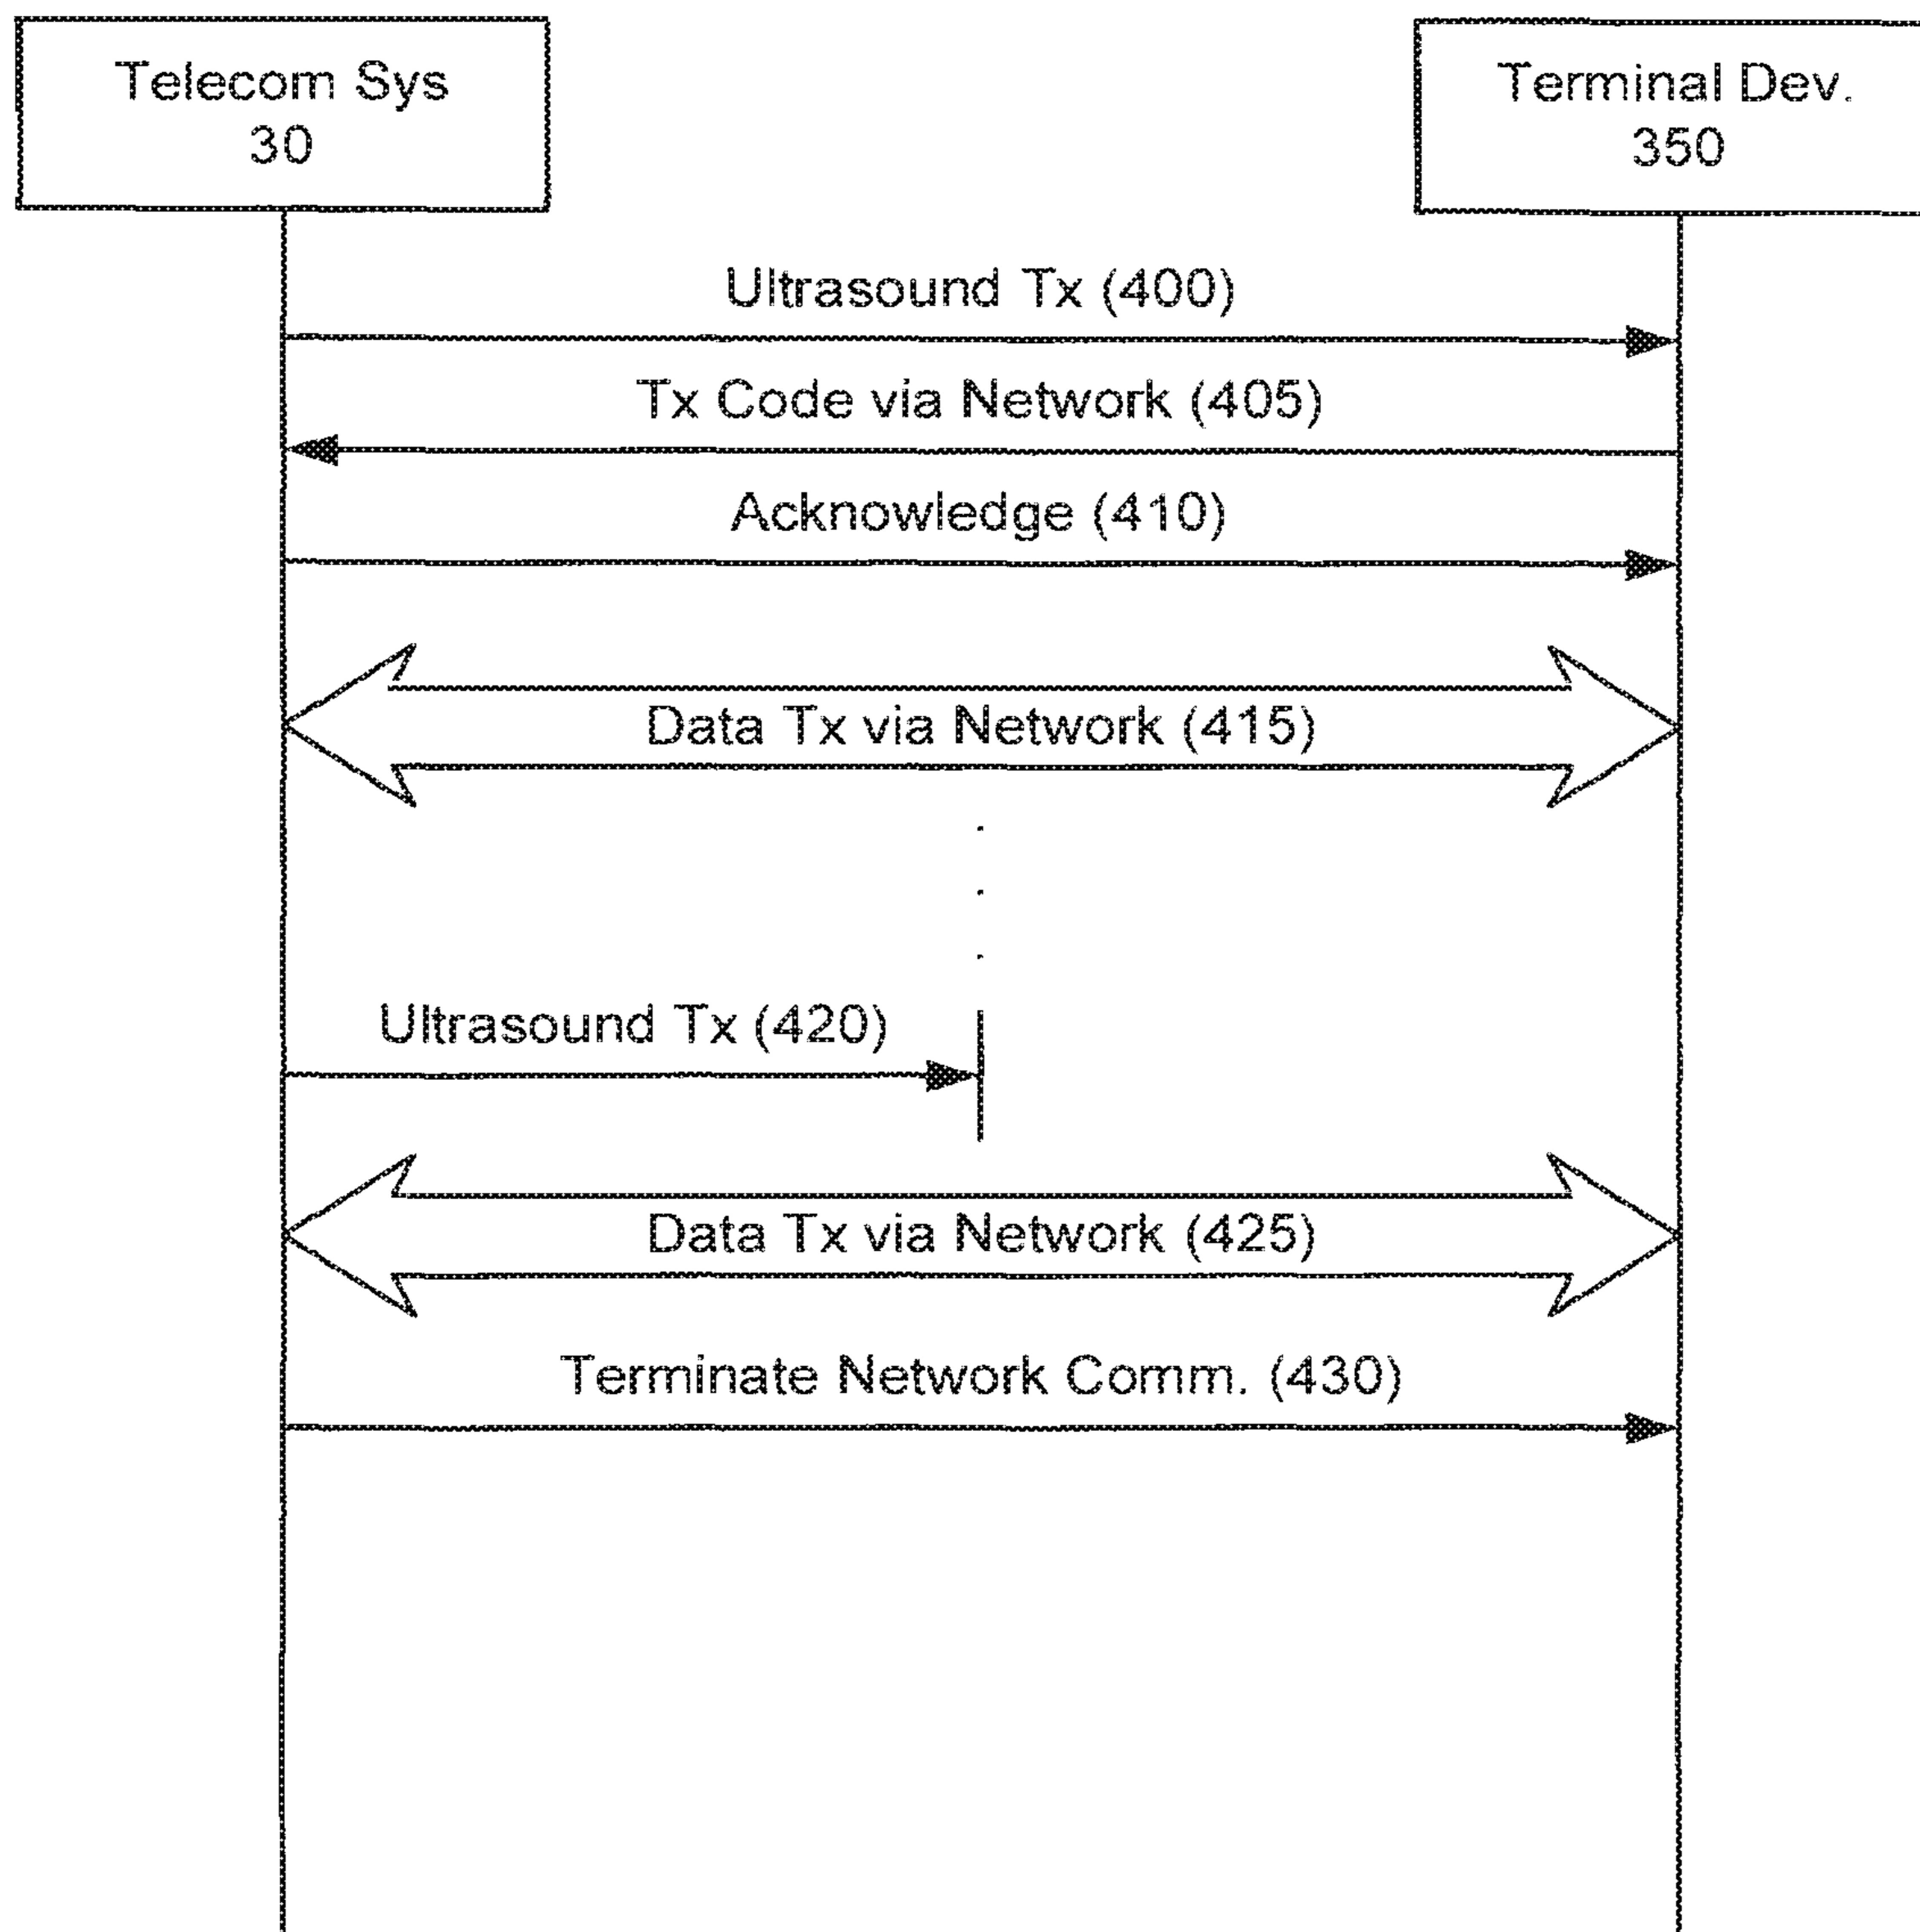 Telecom Sys
30
Terminal Dev.
350
Ultrasound Tx (400)
Tx Code via Network (405)
Acknowledge (410)
Data Tx via Network (415)
Ultrasound Tx (420)
Data Tx via Network (425)
Terminate Network Comm. (430)